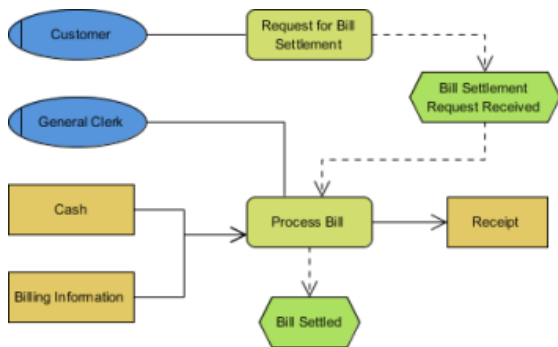 Customer
Request for Bill
Settlement
Bill Settlement
Request Received
General Clerk
Cash
Process Bill
Receipt
Billing Information
Bill Settled